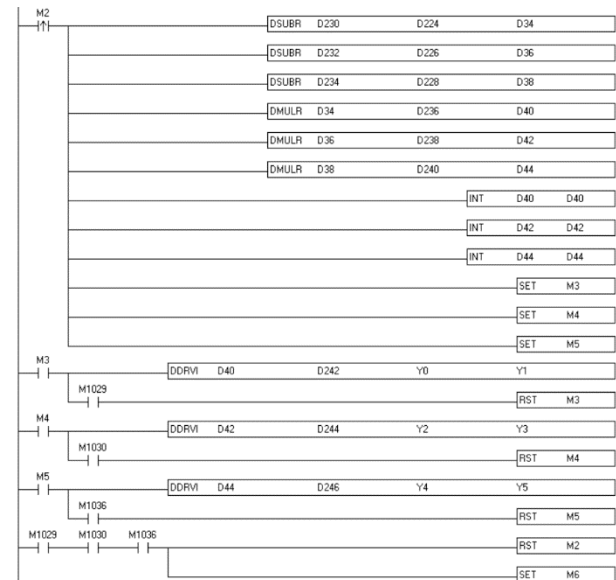 M2
DSUBR D230 D224 D34
DSUBR D232 D226 D36
DSUBR D234 D228 D38
DMULR D34 D236 D40
DMULR D36 D238 D42
DMULR D38 D240 D44
INT D40 D40
INT D42 D42
INT D44 D44
SET M3
SET M4
SET M5
M3
DDRVI D40 D242 Y0 Y1
M1029
RST M3
M4
DDRVI D42 D244 Y2 Y3
M1030
RST M4
M5
DDRVI D44 D246 Y4 Y5
M1036
RST M5
M1029 M1030 M1036
RST M2
SET M6